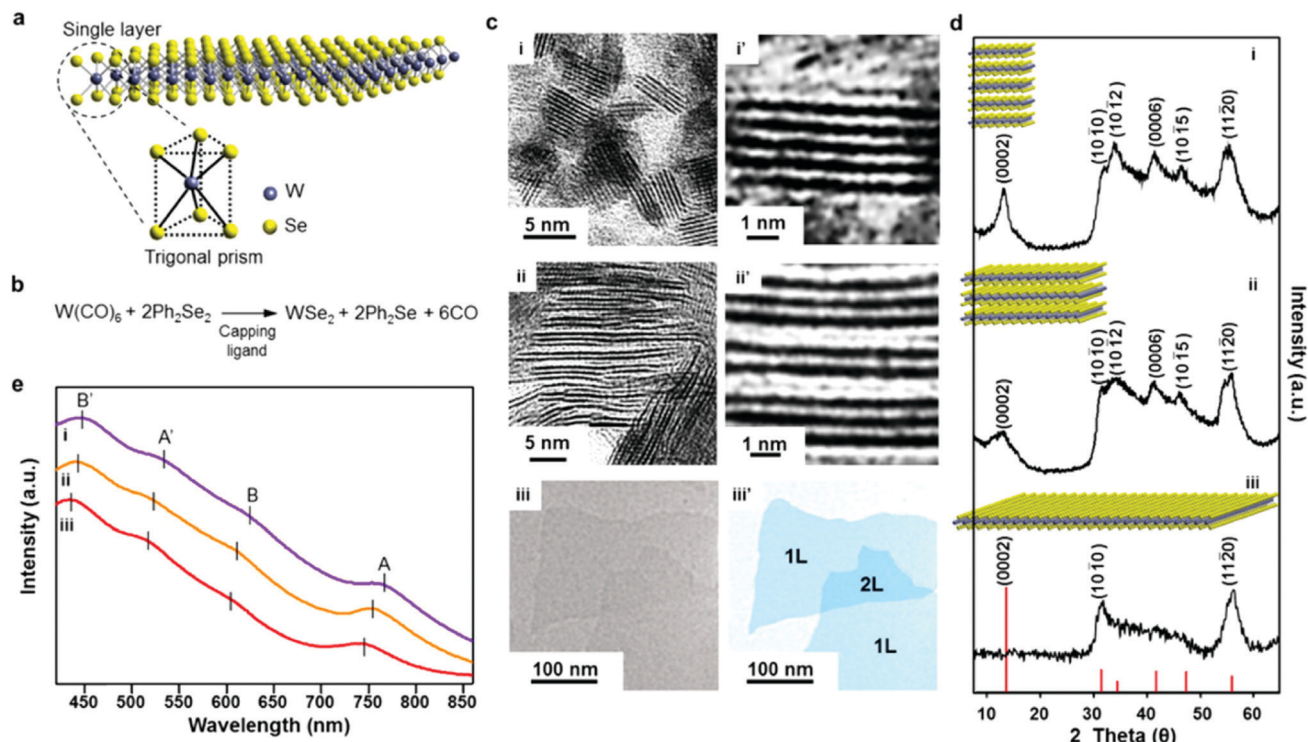 a
Single layer
W
Se
Trigonal prism
b
W(CO)₆ + 2Ph₂Se₂ → WSe₂ + 2Ph₂Se + 6CO
Capping
ligand
e
B'
A'
B
A
i
ii
iii
Intensity (a.u.)
450 500 550 600 650 700 750 800 850
Wavelength (nm)
c
i
5 nm
i'
1 nm
ii
5 nm
ii'
1 nm
iii
100 nm
iii'
1L
2L
1L
100 nm
d
i
(0002)
(101̄0)
(101̄2)
(0006)
(101̄5)
(112̄0)
ii
(0002)
(101̄0)
(101̄2)
(0006)
(101̄5)
(112̄0)
iii
(0002)
(101̄0)
(112̄0)
Intensity (a.u.)
10 20 30 40 50 60
2 Theta (θ)